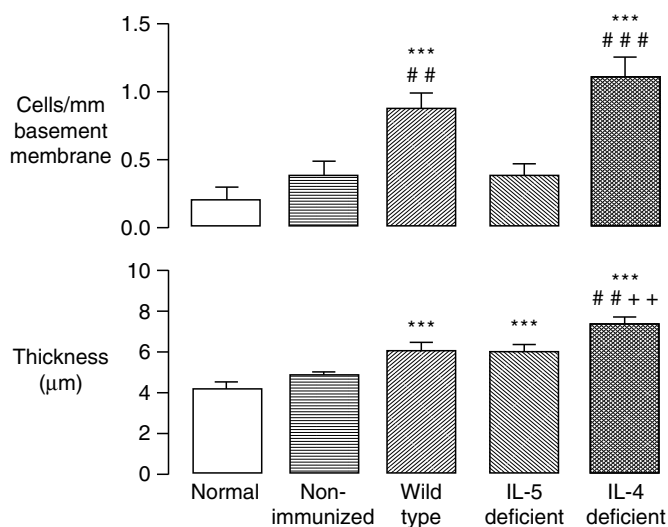 1.5
1.0
0.5
0.0
Cells/mm
basement
membrane
***
# #
***
# # #
10
8
6
4
2
0
Thickness
(μm)
***
***
***
# # + +
Normal
Non-
immunized
Wild
type
IL-5
deficient
IL-4
deficient